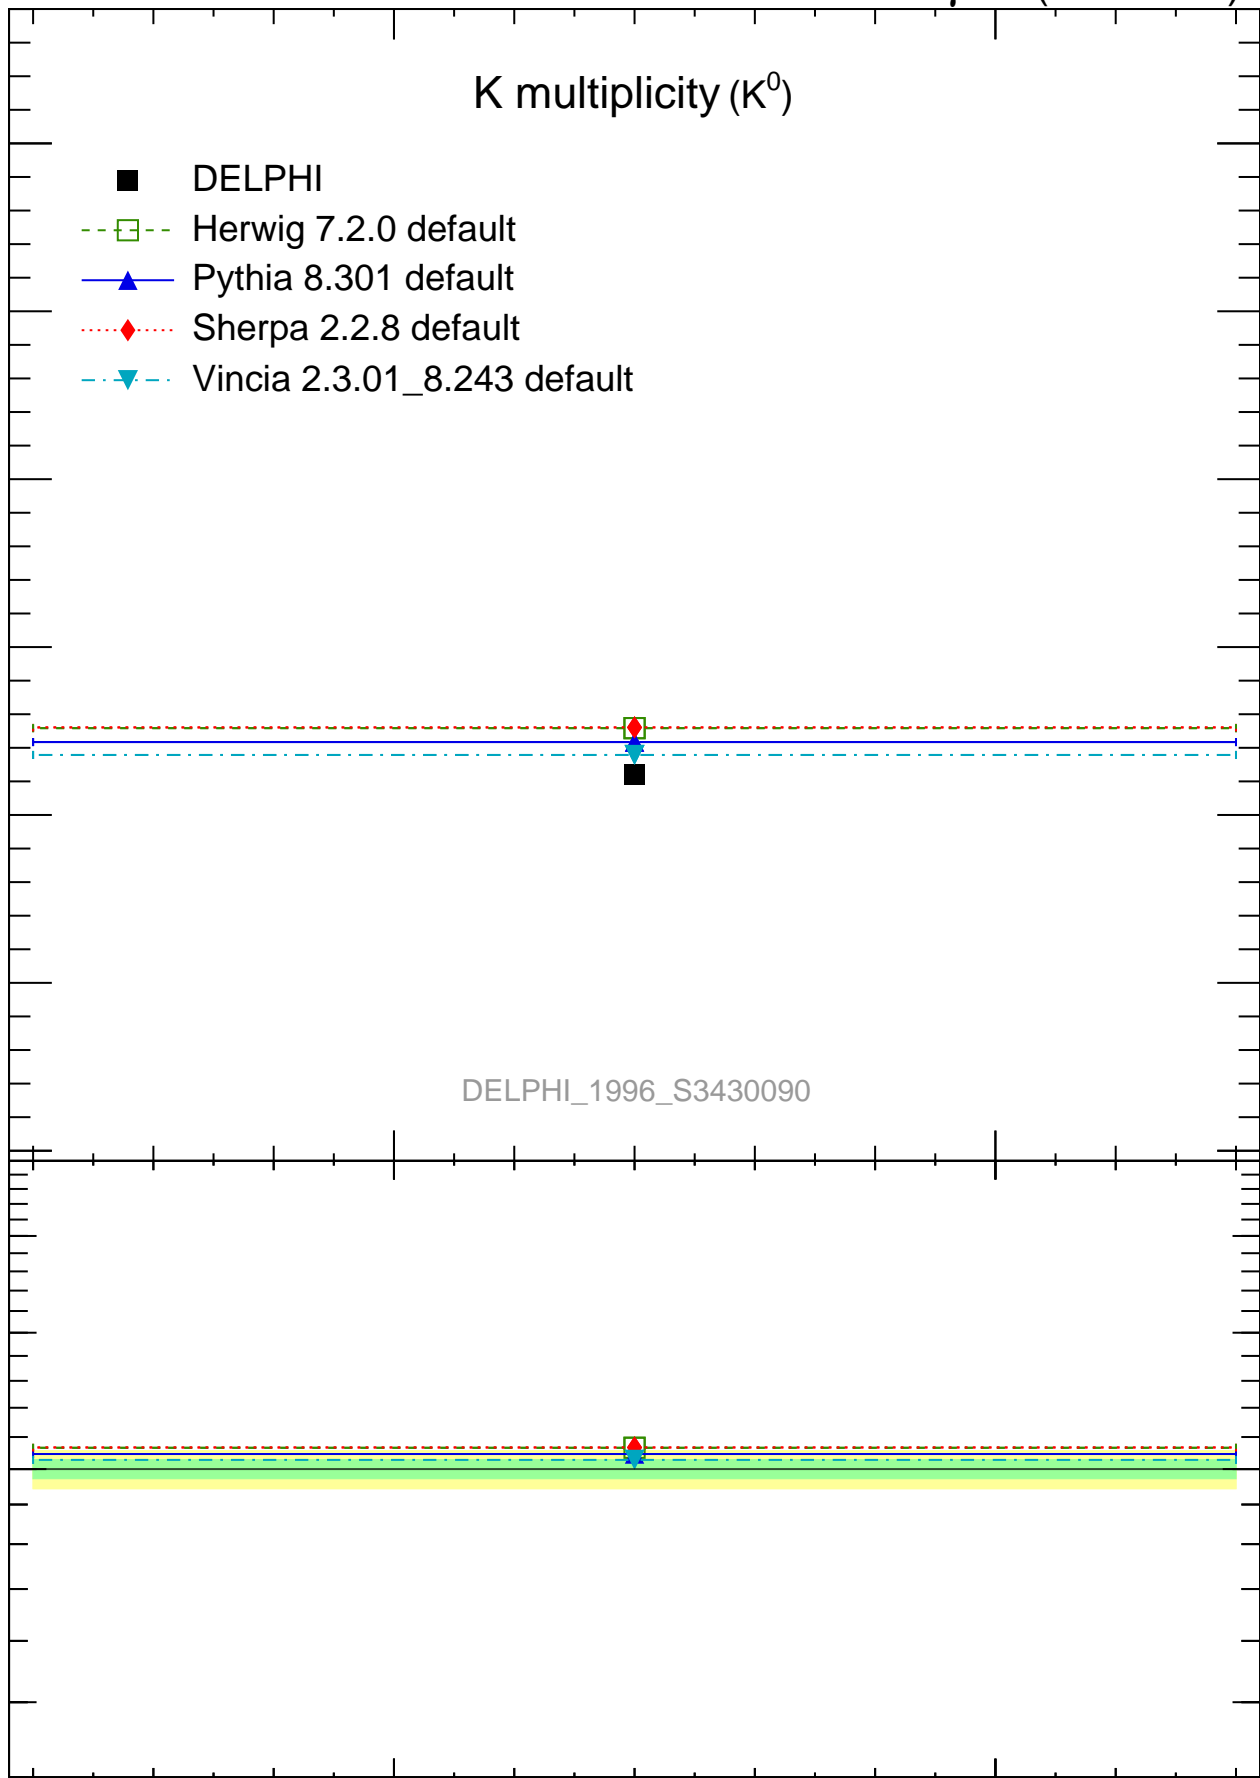 K multiplicity (K⁰)
DELPHI
Herwig 7.2.0 default
Pythia 8.301 default
Sherpa 2.2.8 default
Vincia 2.3.01_8.243 default
DELPHI_1996_S3430090